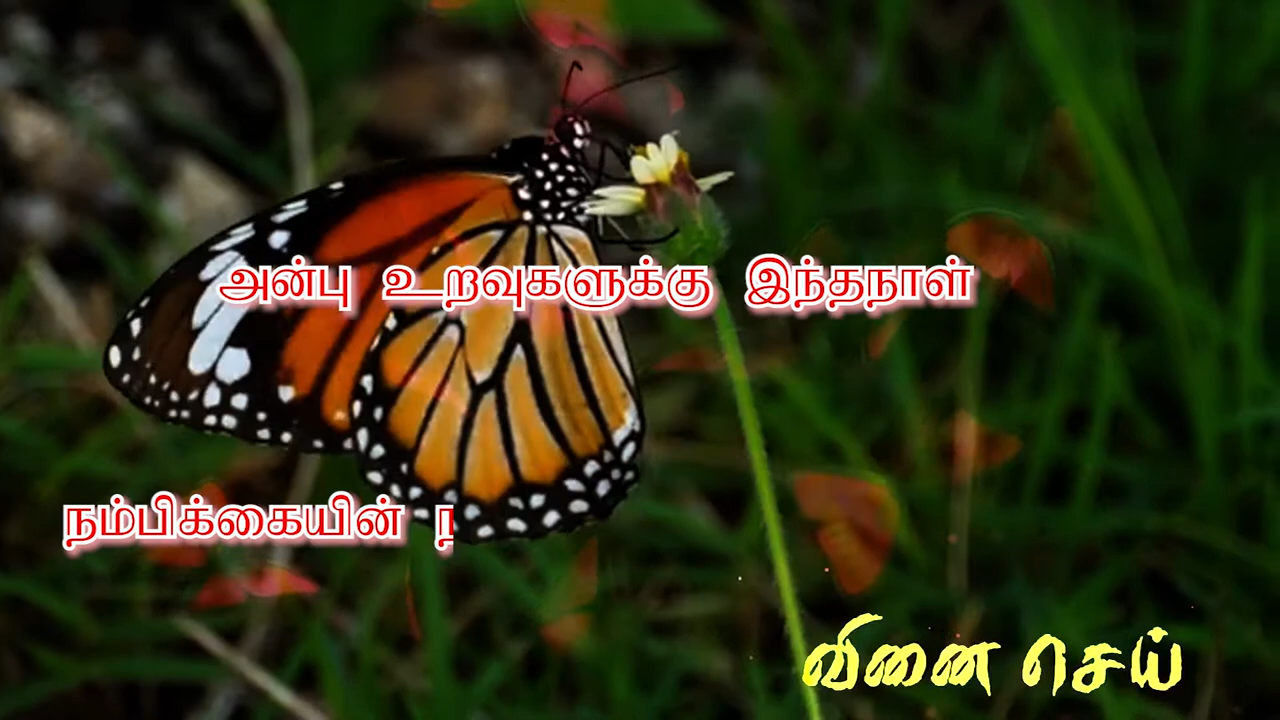 அன்பு உறவுகளுக்கு இந்தநாள்
நம்பிக்கையின்
வினை செய்